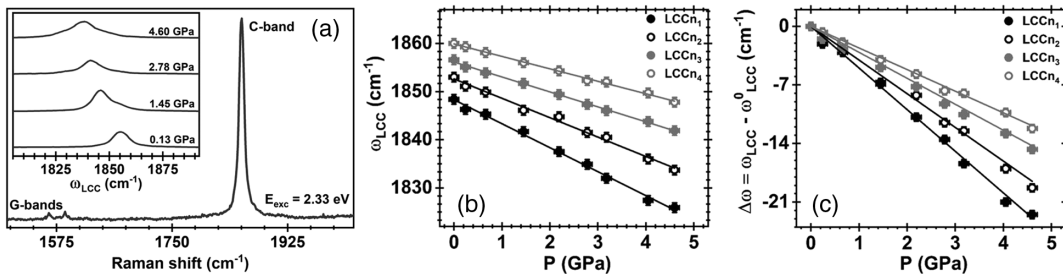 (a)
C-band
4.60 GPa
2.78 GPa
1.45 GPa
0.13 GPa
1825 1850 1875
ω_LCC (cm⁻¹)
G-bands
E_exc = 2.33 eV
1575 1750 1925
Raman shift (cm⁻¹)
ω_LCC (cm⁻¹)
1860
1850
1840
1830
LCCn₁
LCCn₂
LCCn₃
LCCn₄
(b)
0 1 2 3 4 5
P (GPa)
Δω = ω_LCC - ω⁰_LCC (cm⁻¹)
0
-7
-14
-21
LCCn₁
LCCn₂
LCCn₃
LCCn₄
(c)
0 1 2 3 4 5
P (GPa)